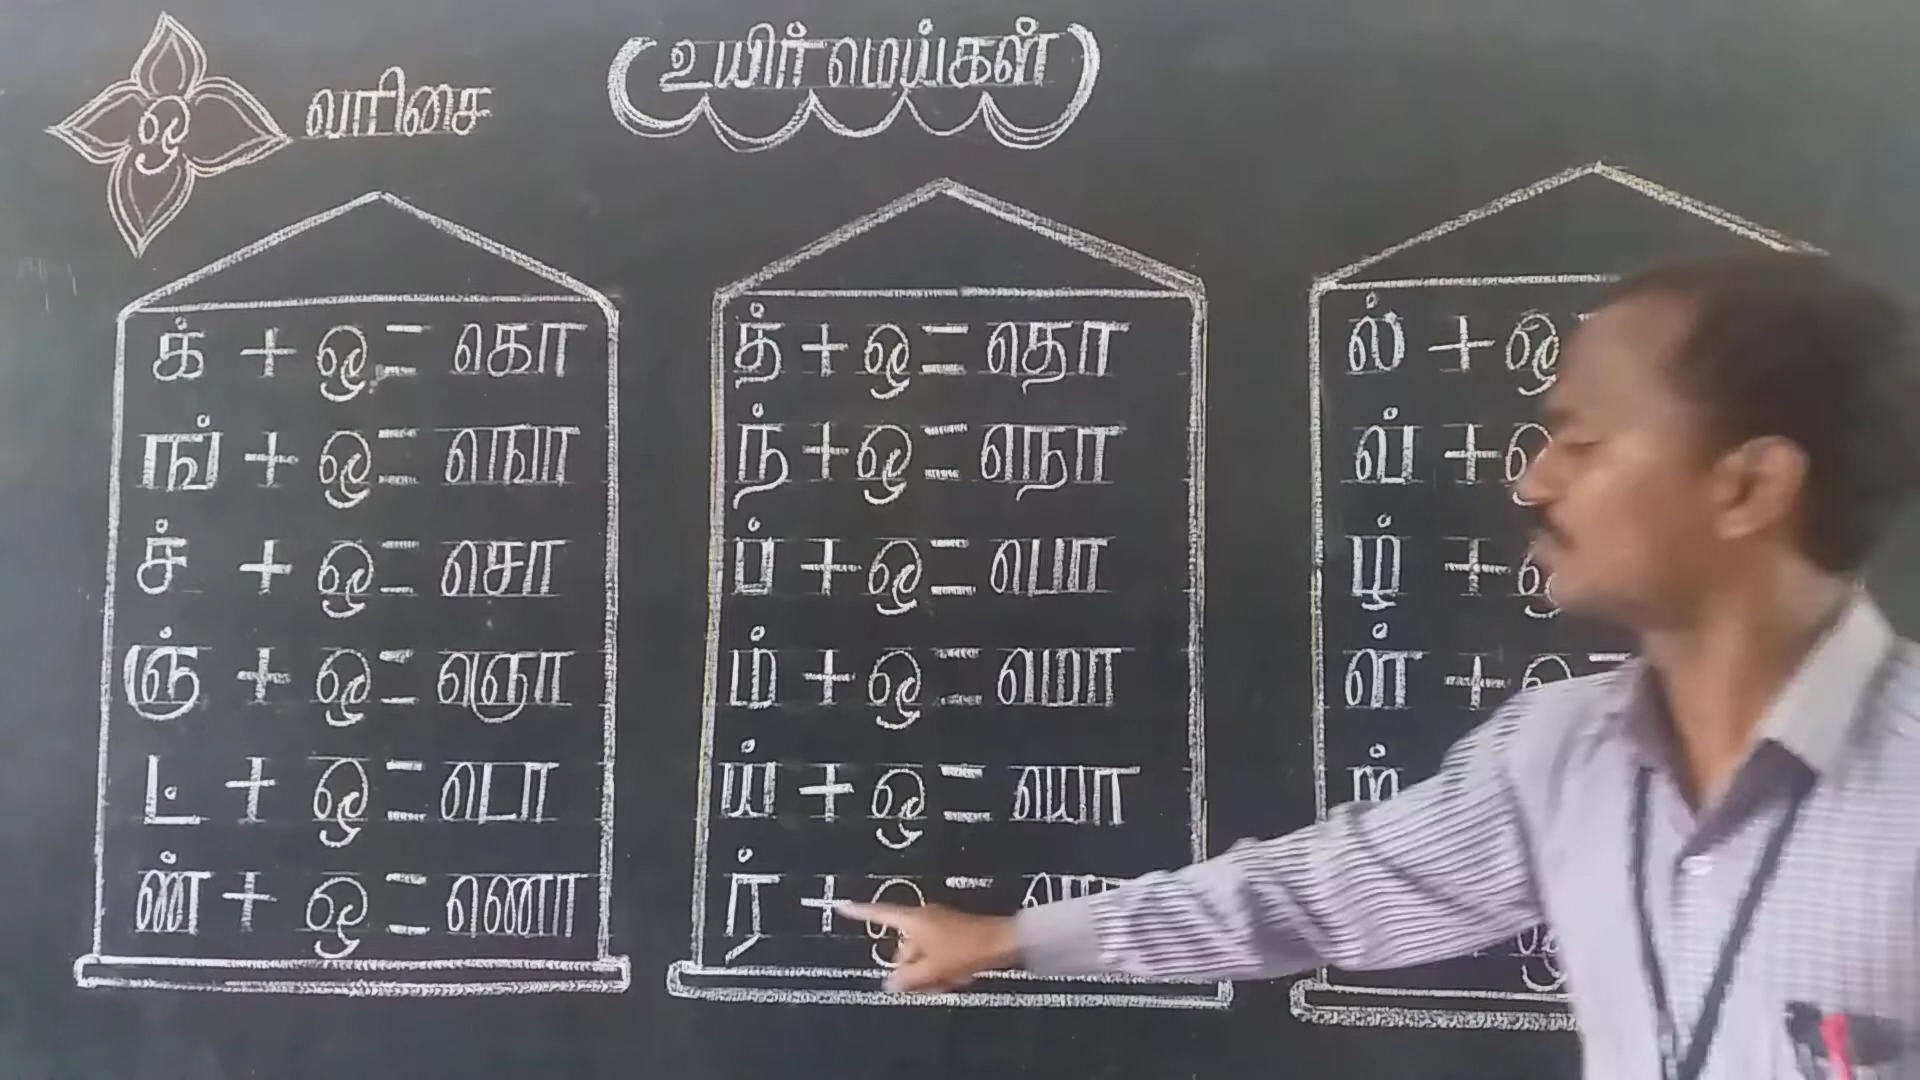 உயிர்மெய்கள்
ஒ வரிசை
க் + ஒ = கொ
ங் + ஒ = ஙொ
ச் + ஒ = சொ
ஞ் + ஒ = ஞொ
ட் + ஒ = டொ
ண் + ஒ = ணொ
த் + ஒ = தொ
ந் + ஒ = நொ
ப் + ஒ = பொ
ம் + ஒ = மொ
ய் + ஒ = யொ
ர் + ஒ =
ல் + ஒ
வ் + ஒ
ழ் + ஒ
ள் + ஒ =
ற்